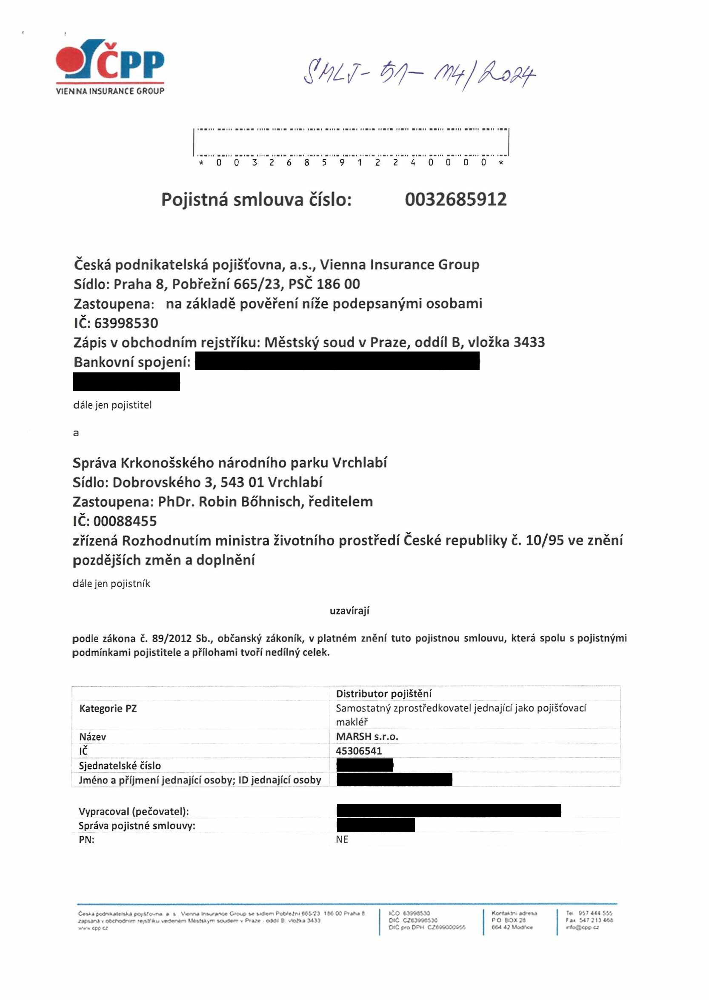 ČPP
VIENNA INSURANCE GROUP
SMLJ-51-114/2024
* 0 0 3 2 6 8 5 9 1 2 2 4 0 0 0 0 *
Pojistná smlouva číslo: 0032685912
Česká podnikatelská pojišťovna, a.s., Vienna Insurance Group
Sídlo: Praha 8, Pobřežní 665/23, PSČ 186 00
Zastoupena: na základě pověření níže podepsanými osobami
IČ: 63998530
Zápis v obchodním rejstříku: Městský soud v Praze, oddíl B, vložka 3433
Bankovní spojení:
dále jen pojistitel
a
Správa Krkonošského národního parku Vrchlabí
Sídlo: Dobrovského 3, 543 01 Vrchlabí
Zastoupena: PhDr. Robin Bőhnisch, ředitelem
IČ: 00088455
zřízená Rozhodnutím ministra životního prostředí České republiky č. 10/95 ve znění
pozdějších změn a doplnění
dále jen pojistník
uzavírají
podle zákona č. 89/2012 Sb., občanský zákoník, v platném znění tuto pojistnou smlouvu, která spolu s pojistnými
podmínkami pojistitele a přílohami tvoří nedílný celek.
Distributor pojištění
Kategorie PZ Samostatný zprostředkovatel jednající jako pojišťovací
makléř
Název MARSH s.r.o.
IČ 45306541
Sjednatelské číslo
Jméno a příjmení jednající osoby; ID jednající osoby
Vypracoval (pečovatel):
Správa pojistné smlouvy:
PN: NE
Česká podnikatelská pojišťovna, a. s., Vienna Insurance Group se sídlem Pobřežní 665/23, 186 00 Praha 8
zapsaná v obchodním rejstříku vedeném Městským soudem v Praze - oddíl B, vložka 3433
www.cpp.cz
IČO 63998530
DIČ CZ63998530
DIČ pro DPH CZ699000955
Kontaktní adresa
PO BOX 28
664 42 Modřice
Tel 957 444 555
Fax 547 213 468
info@cpp.cz